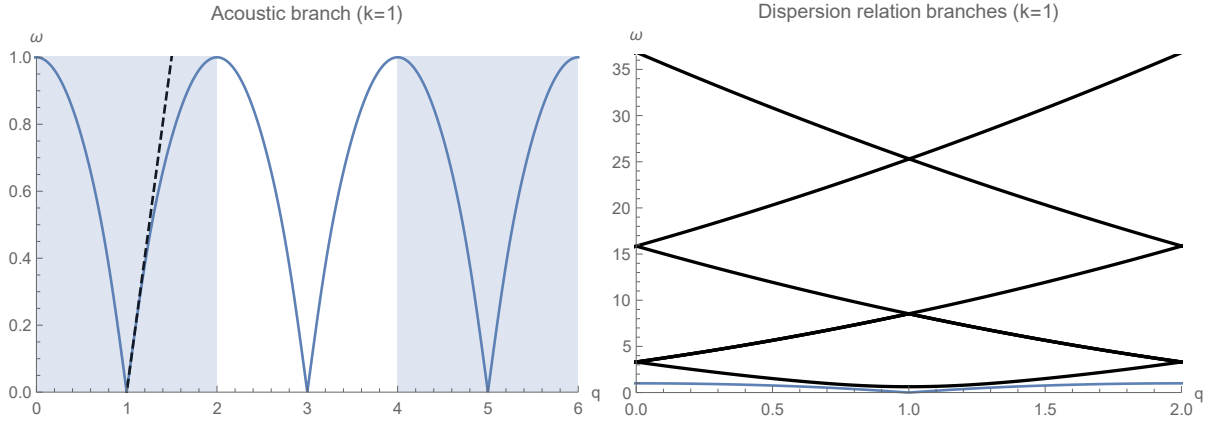 Acoustic branch (k=1)
ω
1.0
0.8
0.6
0.4
0.2
0.0
0 1 2 3 4 5 6 q
Dispersion relation branches (k=1)
ω
35
30
25
20
15
10
5
0
0.0 0.5 1.0 1.5 2.0 q